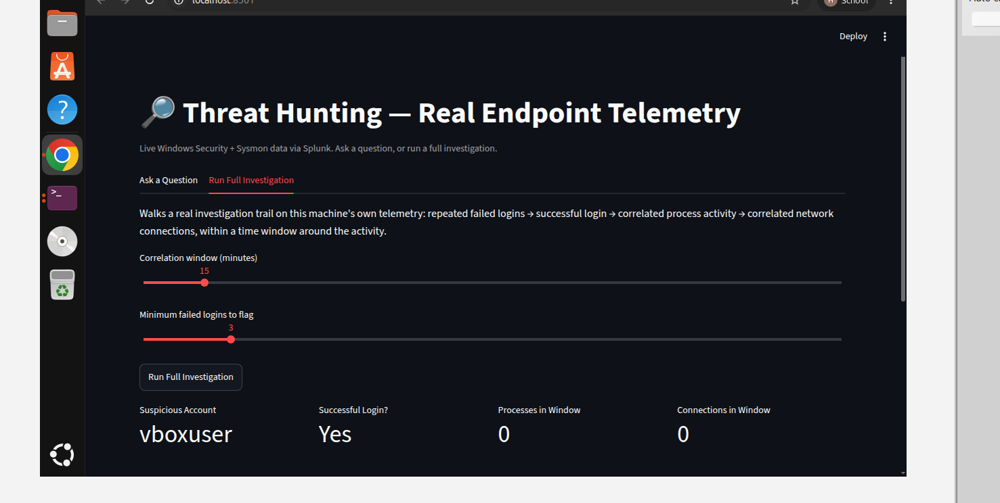 School
Deploy
Threat Hunting — Real Endpoint Telemetry
Live Windows Security + Sysmon data via Splunk. Ask a question, or run a full investigation.
Ask a Question
Run Full Investigation
Walks a real investigation trail on this machine's own telemetry: repeated failed logins → successful login → correlated process activity → correlated network
connections, within a time window around the activity.
Correlation window (minutes)
15
Minimum failed logins to flag
3
Run Full Investigation
Suspicious Account
Successful Login?
Processes in Window
Connections in Window
vboxuser
Yes
0
0